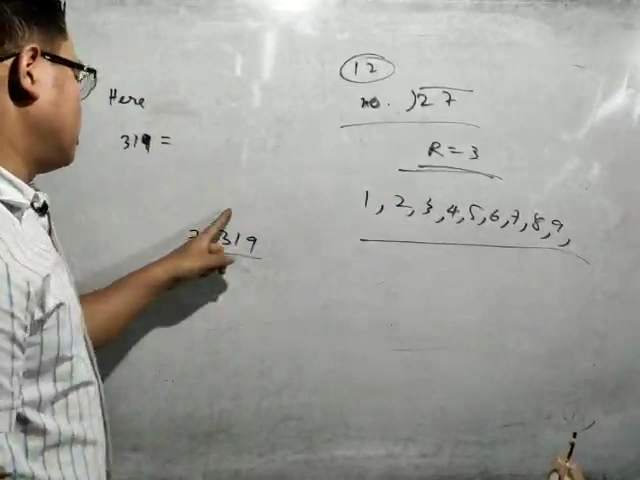 Here
319 =
319
12
no. )27
R = 3
1, 2, 3, 4, 5, 6, 7, 8, 9,